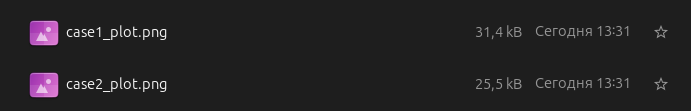 case1_plot.png 31,4 kB Сегодня 13:31
case2_plot.png 25,5 kB Сегодня 13:31